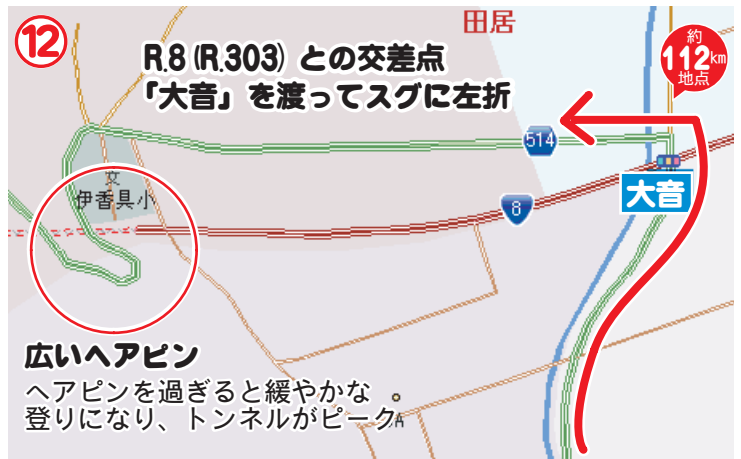 ⑫
田居
約
112km
地点
R.8 (R.303) との交差点
「大音」を渡ってスグに左折
514
文
伊香具小
大音
8
広いヘアピン
ヘアピンを過ぎると緩やかな
登りになり、トンネルがピーク
A